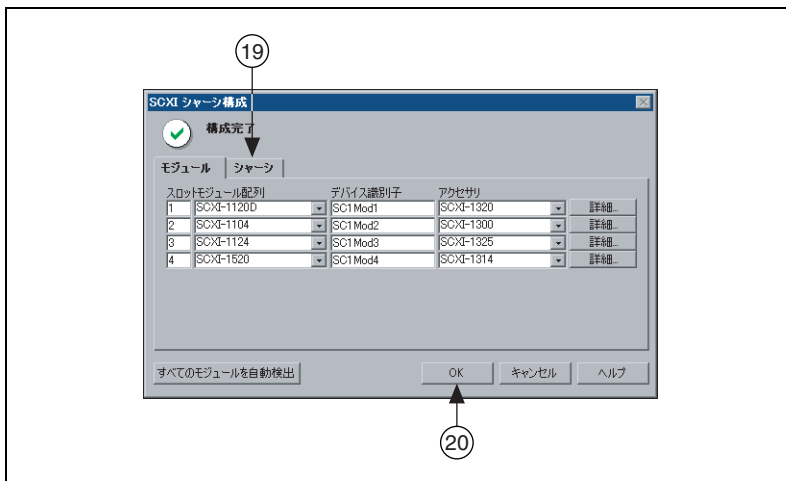 19
SCXI シャーシ構成
構成完了
モジュール シャーシ
スロット モジュール配列 デバイス識別子 アクセサリ
1 SCXI-1120D SC1Mod1 SCXI-1320 詳細...
2 SCXI-1104 SC1Mod2 SCXI-1300 詳細...
3 SCXI-1124 SC1Mod3 SCXI-1325 詳細...
4 SCXI-1520 SC1Mod4 SCXI-1314 詳細...
すべてのモジュールを自動検出 OK キャンセル ヘルプ
20